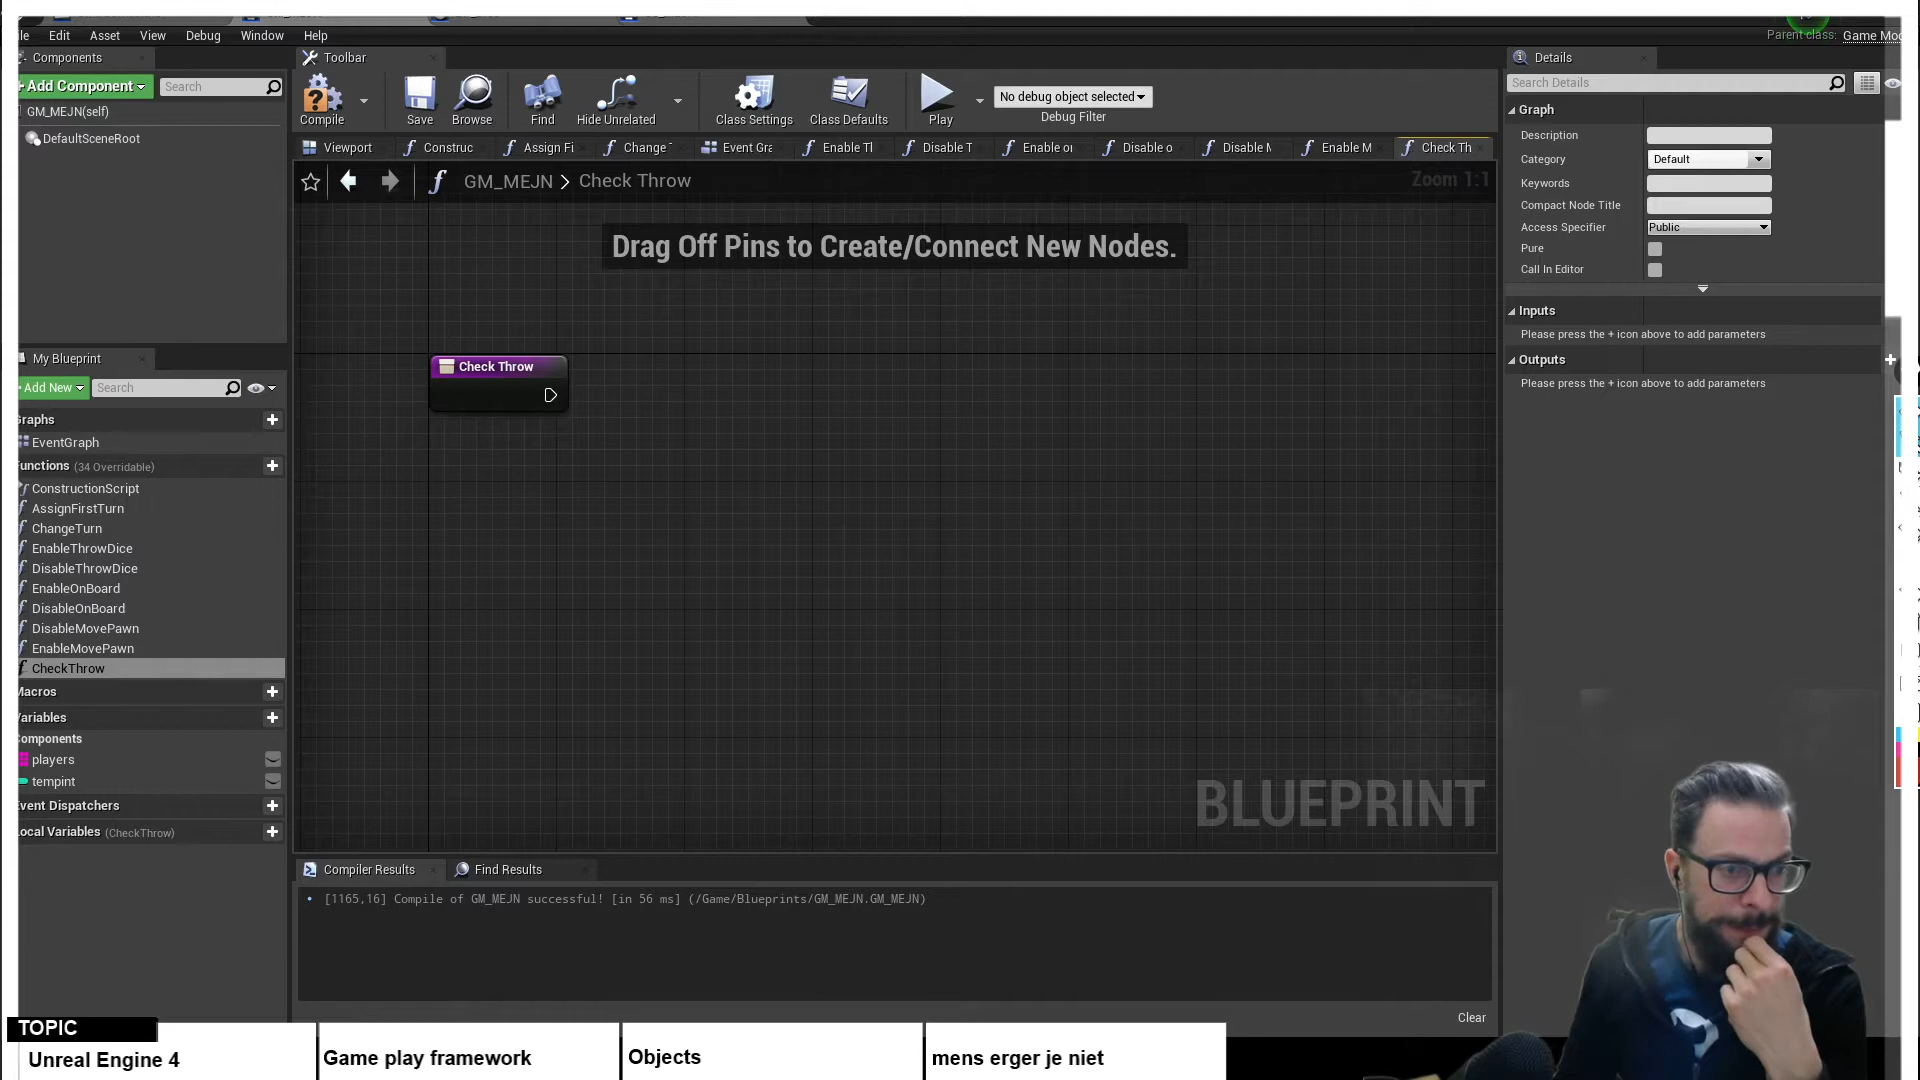 ile Edit Asset View Debug Window Help
Parent class: Game Mod
Components
Add Component
Search
GM_MEJN(self)
DefaultSceneRoot
Toolbar
Compile
Save
Browse
Find
Hide Unrelated
Class Settings
Class Defaults
Play
No debug object selected
Debug Filter
Viewport
Construc
Assign Fi
Change
Event Gra
Enable Tl
Disable T
Enable or
Disable o
Disable M
Enable M
Check Th
GM_MEJN > Check Throw
Zoom 1:1
Drag Off Pins to Create/Connect New Nodes.
Check Throw
BLUEPRINT
My Blueprint
Add New
Search
Graphs
EventGraph
Functions (34 Overridable)
ConstructionScript
AssignFirstTurn
ChangeTurn
EnableThrowDice
DisableThrowDice
EnableOnBoard
DisableOnBoard
DisableMovePawn
EnableMovePawn
CheckThrow
Macros
Variables
Components
players
tempint
Event Dispatchers
Local Variables (CheckThrow)
Compiler Results
Find Results
[1165,16] Compile of GM_MEJN successful! [in 56 ms] (/Game/Blueprints/GM_MEJN.GM_MEJN)
Clear
Details
Search Details
Graph
Description
Category
Default
Keywords
Compact Node Title
Access Specifier
Public
Pure
Call In Editor
Inputs
Please press the + icon above to add parameters
Outputs
Please press the + icon above to add parameters
TOPIC
Unreal Engine 4
Game play framework
Objects
mens erger je niet